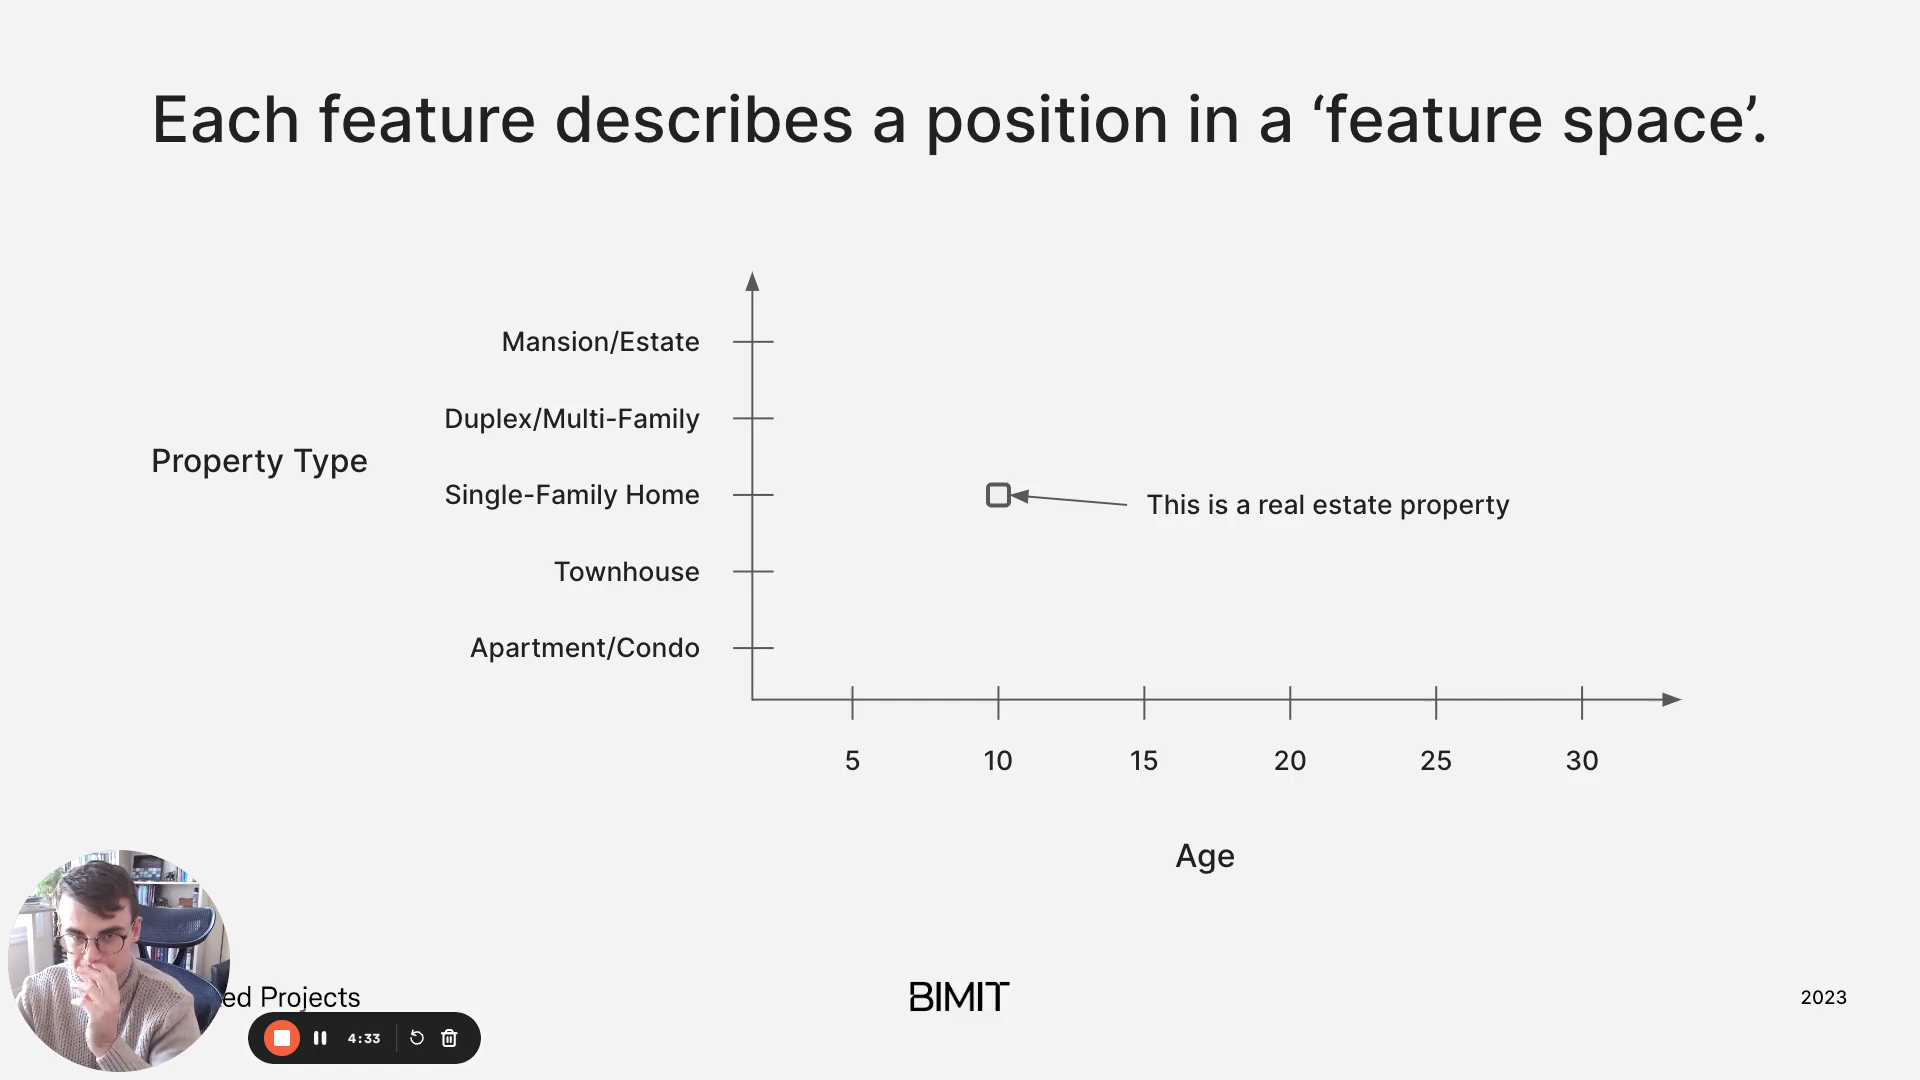 Each feature describes a position in a ‘feature space’.
Mansion/Estate
Duplex/Multi-Family
Property Type
Single-Family Home
This is a real estate property
Townhouse
Apartment/Condo
5 10 15 20 25 30
Age
Projects
BIMIT
2023
4:33